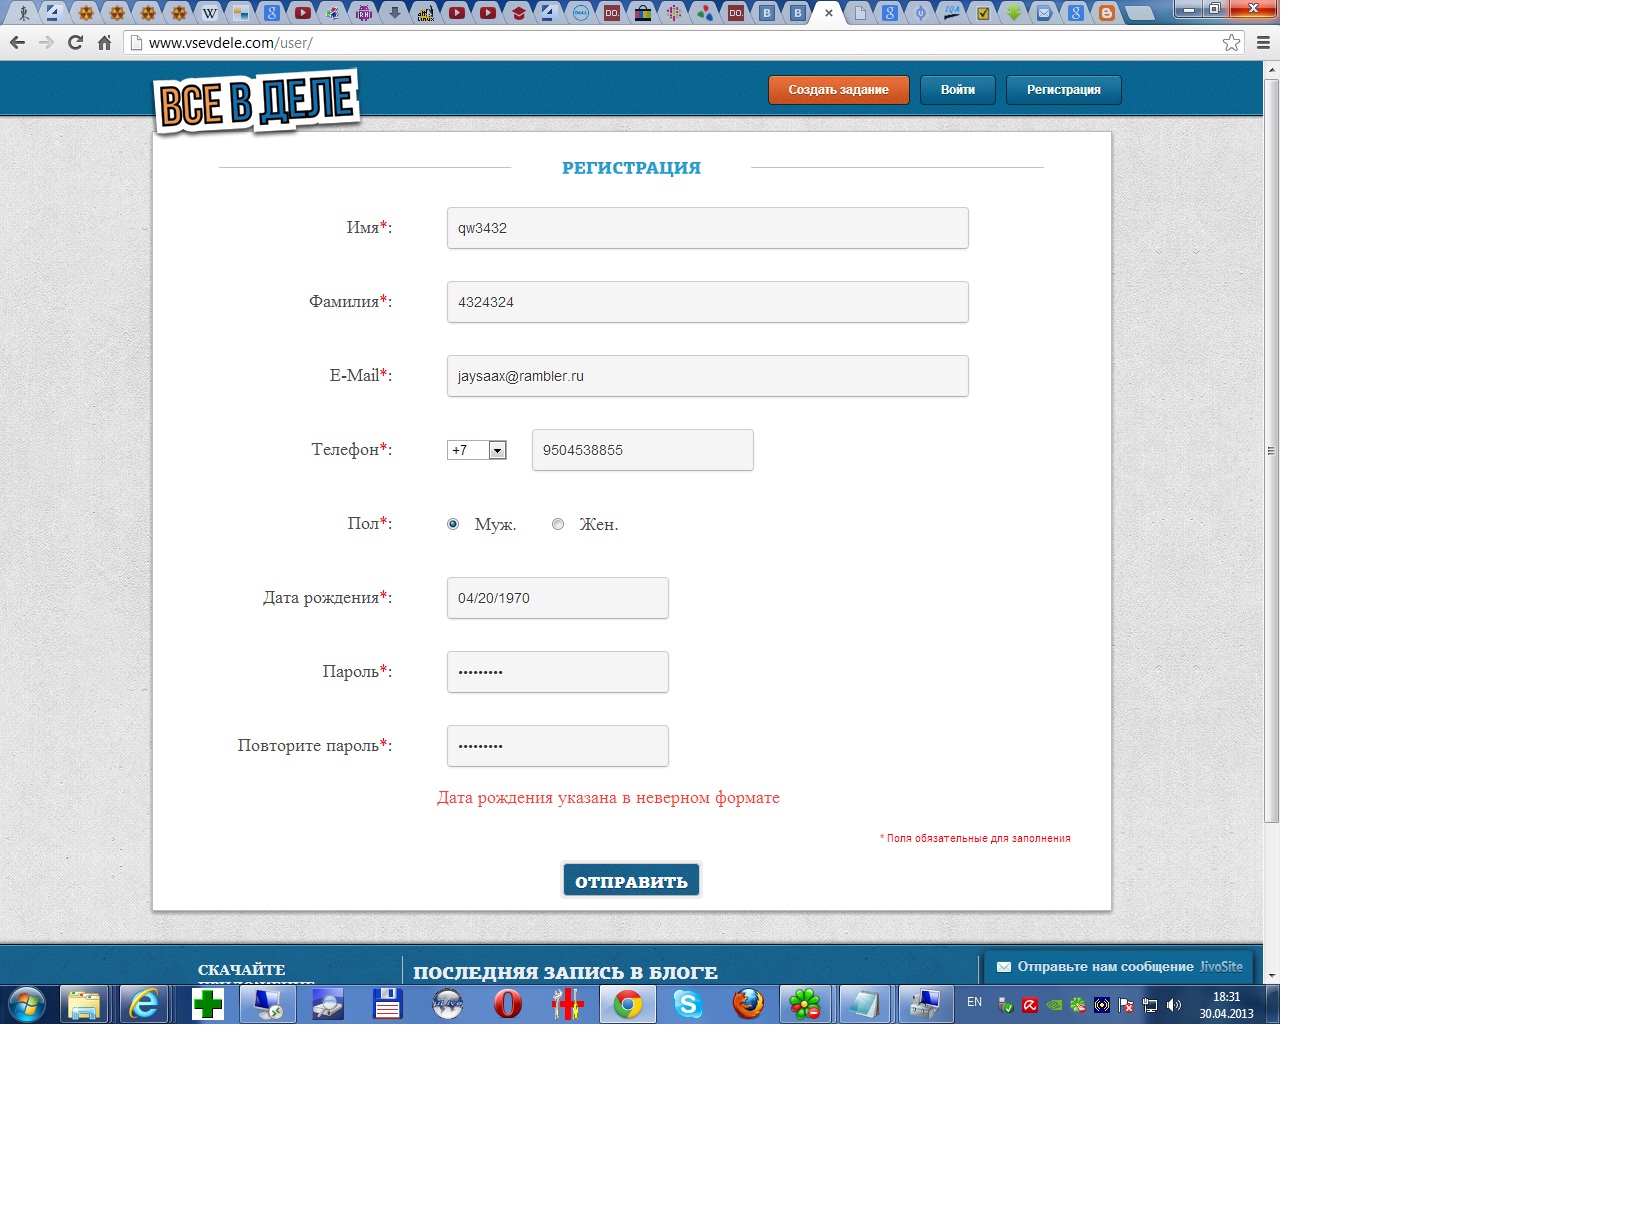 www.vsevdele.com/user/
ВСЕ В ДЕЛЕ
Создать задание
Войти
Регистрация
РЕГИСТРАЦИЯ
Имя*:
qw3432
Фамилия*:
4324324
E-Mail*:
jaysaax@rambler.ru
Телефон*:
+7
9504538855
Пол*:
Муж.
Жен.
Дата рождения*:
04/20/1970
Пароль*:
•••••••••
Повторите пароль*:
•••••••••
Дата рождения указана в неверном формате
* Поля обязательные для заполнения
ОТПРАВИТЬ
СКАЧАЙТЕ
ПОСЛЕДНЯЯ ЗАПИСЬ В БЛОГЕ
Отправьте нам сообщение JivoSite
EN
18:31
30.04.2013